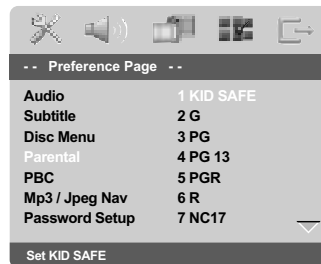 - - Preference Page - -
Audio 1 KID SAFE
Subtitle 2 G
Disc Menu 3 PG
Parental 4 PG 13
PBC 5 PGR
Mp3 / Jpeg Nav 6 R
Password Setup 7 NC17
Set KID SAFE